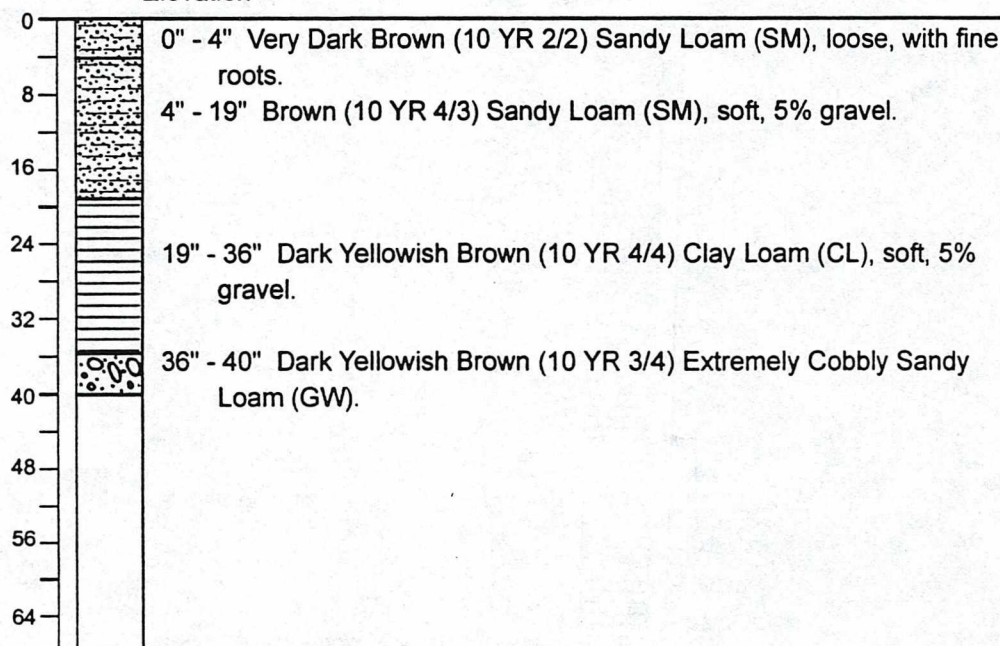 0
0" - 4" Very Dark Brown (10 YR 2/2) Sandy Loam (SM), loose, with fine
roots.
8
4" - 19" Brown (10 YR 4/3) Sandy Loam (SM), soft, 5% gravel.
16
24
19" - 36" Dark Yellowish Brown (10 YR 4/4) Clay Loam (CL), soft, 5%
gravel.
32
36" - 40" Dark Yellowish Brown (10 YR 3/4) Extremely Cobbly Sandy
40
Loam (GW).
48
56
64